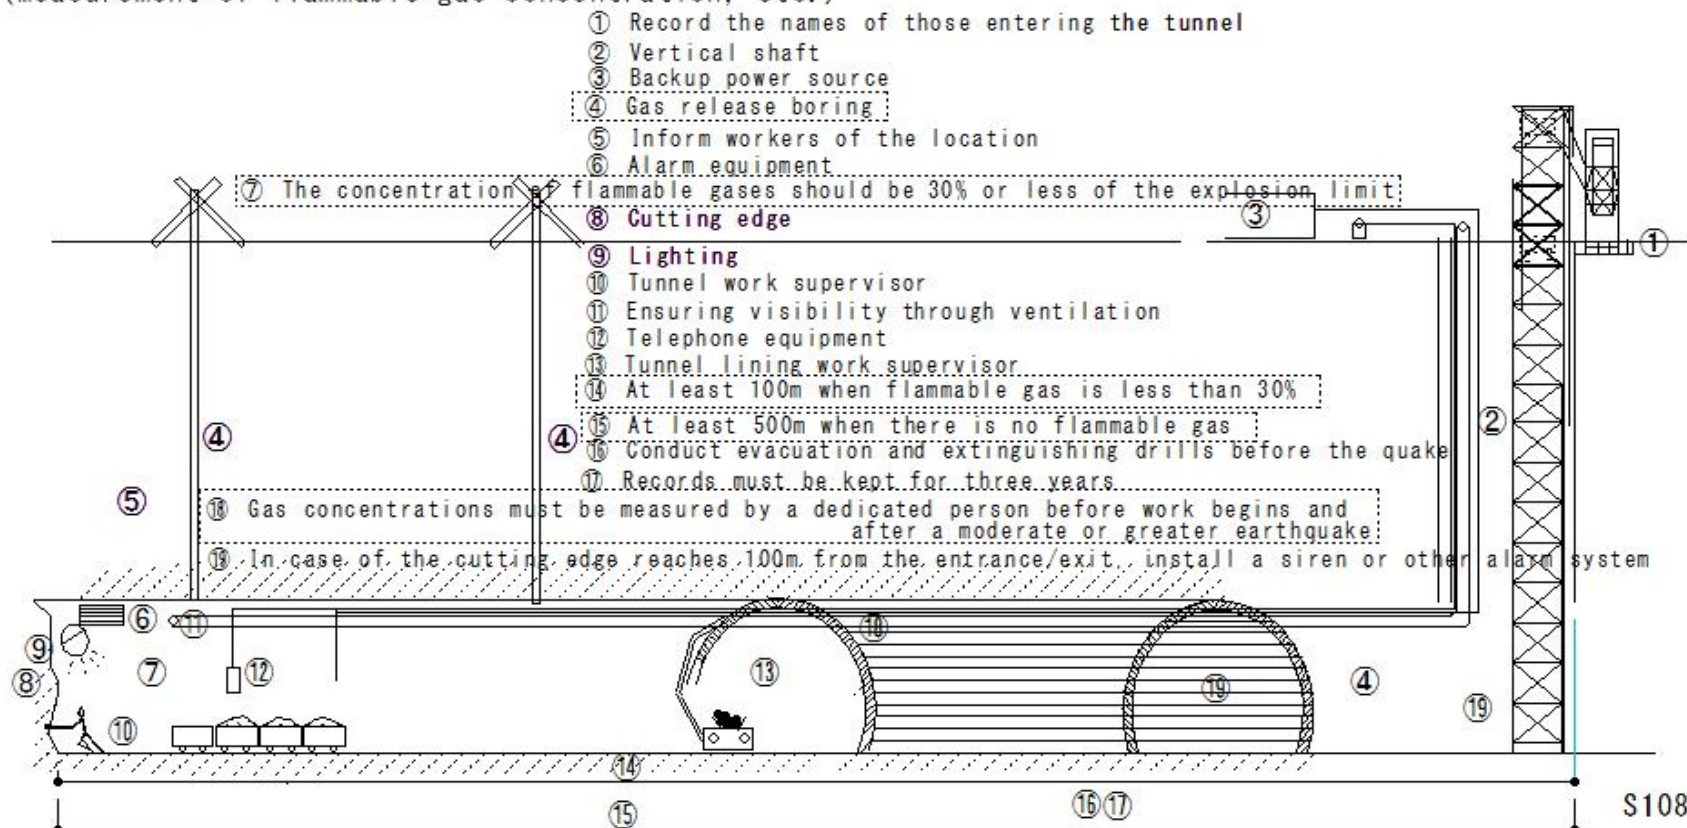 (measurement of flammable gas concentration, etc.)
① Record the names of those entering the tunnel
② Vertical shaft
③ Backup power source
④ Gas release boring
⑤ Inform workers of the location
⑥ Alarm equipment
⑦ The concentration of flammable gases should be 30% or less of the explosion limit
⑧ Cutting edge
③
①
⑨ Lighting
⑩ Tunnel work supervisor
⑪ Ensuring visibility through ventilation
⑫ Telephone equipment
⑬ Tunnel lining work supervisor
⑭ At least 100m when flammable gas is less than 30%
⑮ At least 500m when there is no flammable gas
④ ④ ②
⑯ Conduct evacuation and extinguishing drills before the quake
⑰ Records must be kept for three years
⑤
⑱ Gas concentrations must be measured by a dedicated person before work begins and
after a moderate or greater earthquake
⑲ In case of the cutting edge reaches 100m from the entrance/exit, install a siren or other alarm system
⑥ ⑪
⑨
⑧ ⑦ ⑫ ⑬ ⑲ ④
⑲
⑩
⑭
⑮ ⑯⑰ S108